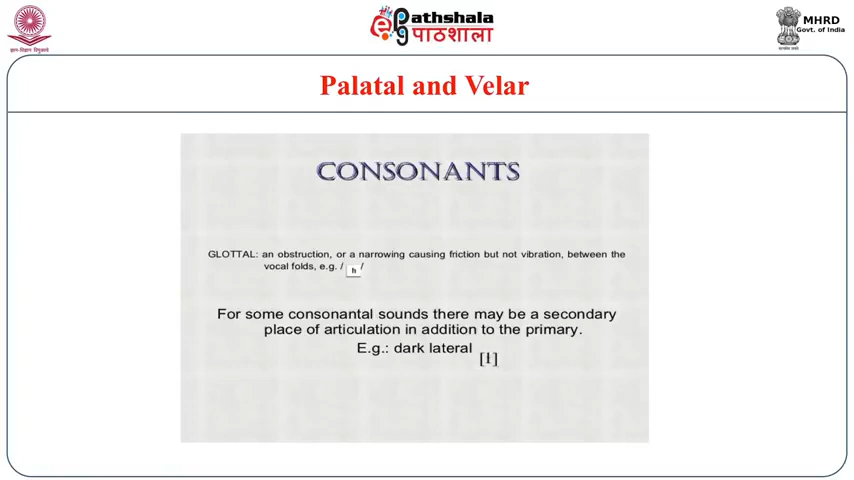 ePathshala
पाठशाला
MHRD
Govt. of India
Palatal and Velar
CONSONANTS
GLOTTAL: an obstruction, or a narrowing causing friction but not vibration, between the
vocal folds, e.g. / h /
For some consonantal sounds there may be a secondary
place of articulation in addition to the primary.
E.g.: dark lateral
[ɫ]